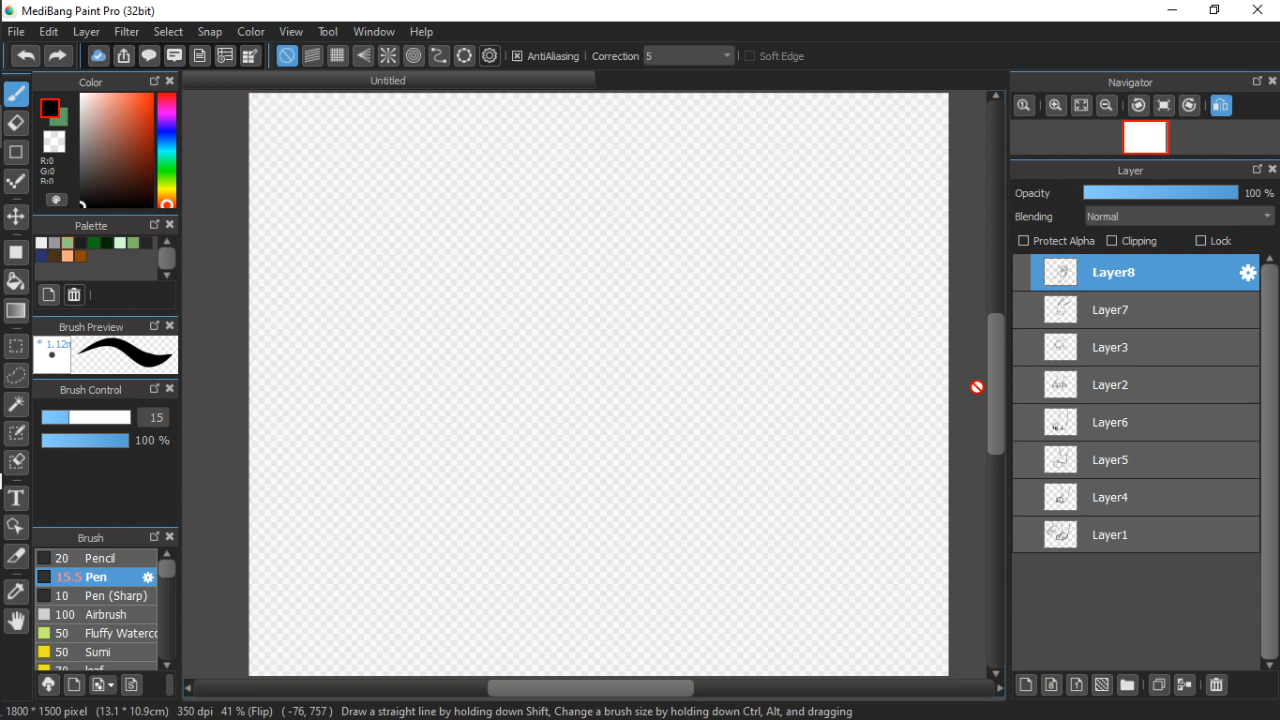 MediBang Paint Pro (32bit)
File Edit Layer Filter Select Snap Color View Tool Window Help
AntiAliasing Correction 5 Soft Edge
Color
Untitled
Navigator
R:0
G:0
B:0
Palette
Brush Preview
* 1.12m
Brush Control
15
100 %
Brush
20 Pencil
15.5 Pen
10 Pen (Sharp)
100 Airbrush
50 Fluffy Waterco
50 Sumi
70 leaf
Layer
Opacity 100 %
Blending Normal
Protect Alpha Clipping Lock
Layer8
Layer7
Layer3
Layer2
Layer6
Layer5
Layer4
Layer1
1800 * 1500 pixel (13.1 * 10.9cm) 350 dpi 41 % (Flip) ( -76, 757 ) Draw a straight line by holding down Shift, Change a brush size by holding down Ctrl, Alt, and dragging